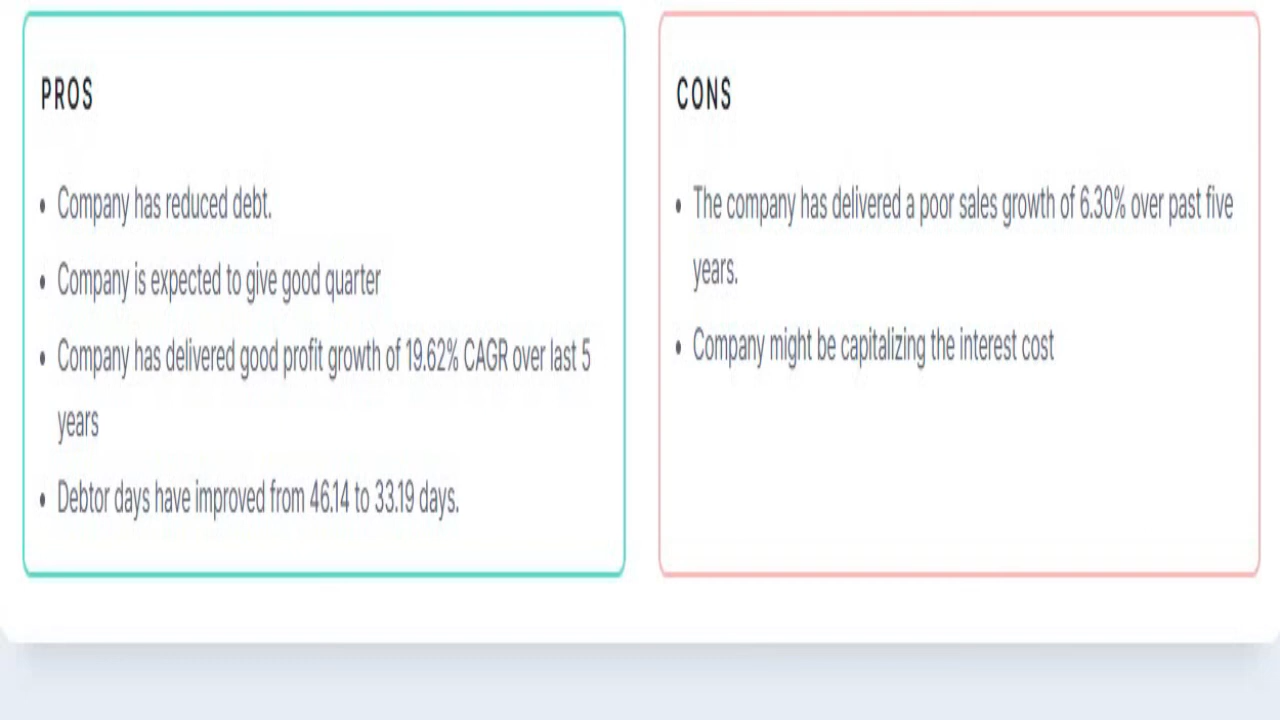 PROS
• Company has reduced debt.
• Company is expected to give good quarter
• Company has delivered good profit growth of 19.62% CAGR over last 5
years
• Debtor days have improved from 46.14 to 33.19 days.
CONS
• The company has delivered a poor sales growth of 6.30% over past five
years.
• Company might be capitalizing the interest cost